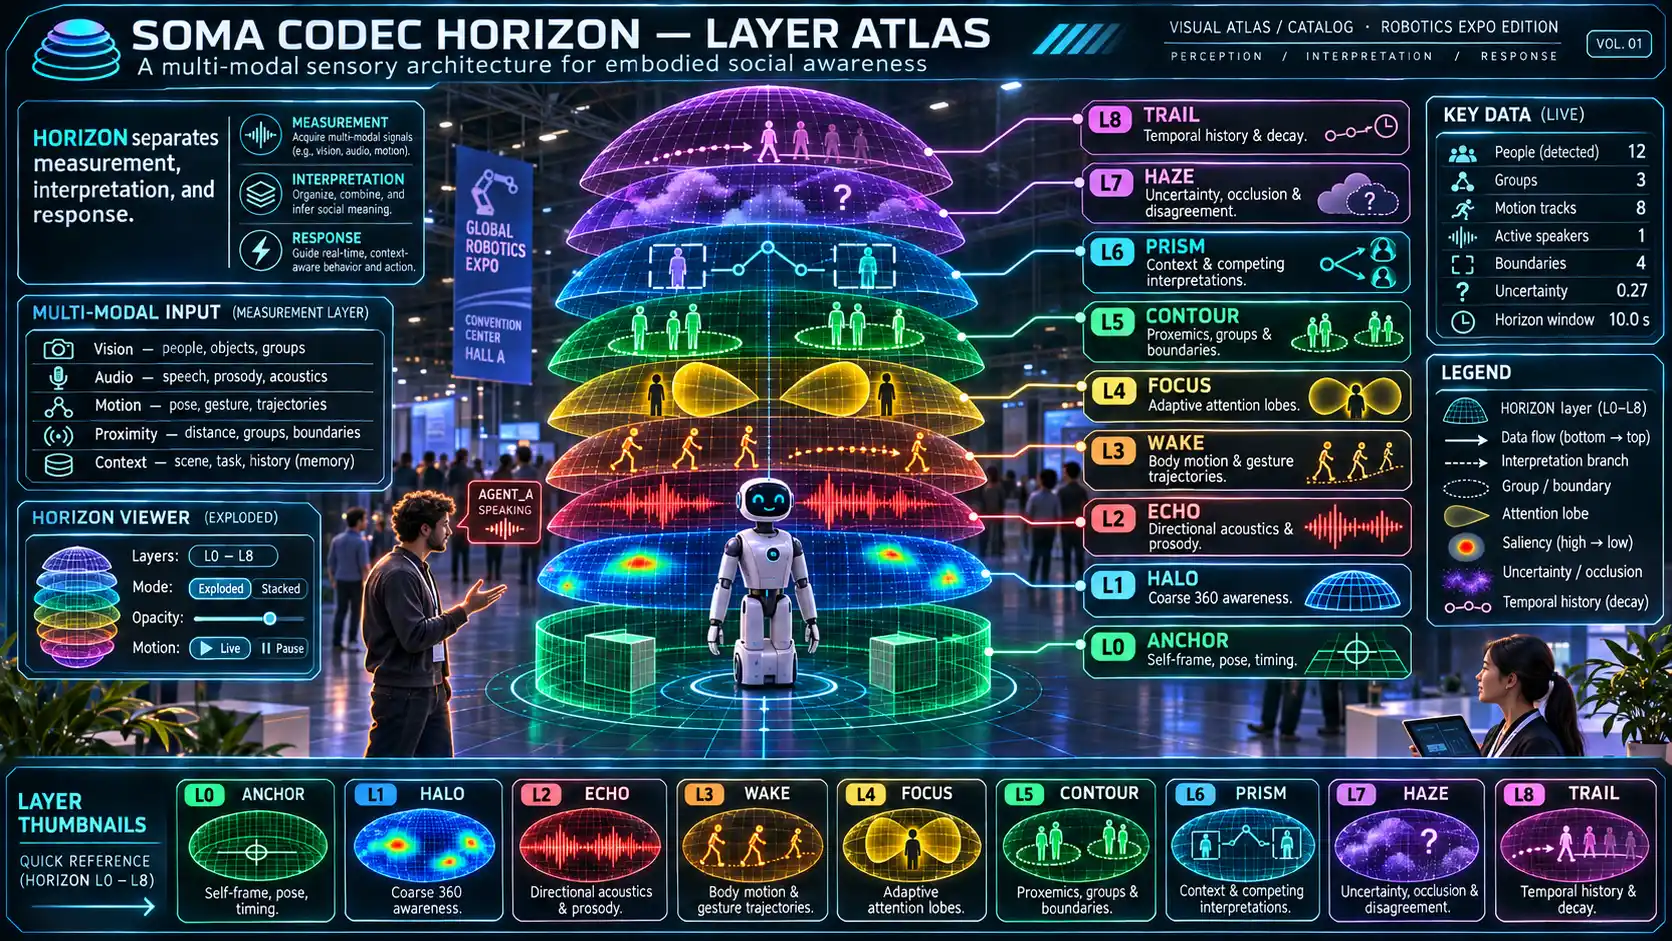 SOMA CODEC HORIZON — LAYER ATLAS
A multi-modal sensory architecture for embodied social awareness
VISUAL ATLAS / CATALOG · ROBOTICS EXPO EDITION
PERCEPTION / INTERPRETATION / RESPONSE
VOL. 01
HORIZON separates
measurement,
interpretation, and
response.
MEASUREMENT
Acquire multi-modal signals
(e.g., vision, audio, motion).
INTERPRETATION
Organize, combine, and
infer social meaning.
RESPONSE
Guide real-time, context-
aware behavior and action.
MULTI-MODAL INPUT (MEASUREMENT LAYER)
Vision — people, objects, groups
Audio — speech, prosody, acoustics
Motion — pose, gesture, trajectories
Proximity — distance, groups, boundaries
Context — scene, task, history (memory)
HORIZON VIEWER (EXPLODED)
Layers: L0 – L8
Mode: Exploded Stacked
Opacity:
Motion: Live Pause
GLOBAL
ROBOTICS
EXPO
CONVENTION
CENTER
HALL A
AGENT_A
SPEAKING
?
L8 TRAIL
Temporal history & decay.
L7 HAZE
Uncertainty, occlusion &
disagreement.
?
L6 PRISM
Context & competing
interpretations.
L5 CONTOUR
Proxemics, groups &
boundaries.
L4 FOCUS
Adaptive attention lobes.
L3 WAKE
Body motion & gesture
trajectories.
L2 ECHO
Directional acoustics &
prosody.
L1 HALO
Coarse 360 awareness.
L0 ANCHOR
Self-frame, pose, timing.
KEY DATA (LIVE)
People (detected) 12
Groups 3
Motion tracks 8
Active speakers 1
Boundaries 4
? Uncertainty 0.27
Horizon window 10.0 s
LEGEND
HORIZON layer (L0–L8)
Data flow (bottom → top)
Interpretation branch
Group / boundary
Attention lobe
Saliency (high → low)
Uncertainty / occlusion
Temporal history (decay)
LAYER
THUMBNAILS
QUICK REFERENCE
(HORIZON L0 – L8)
L0 ANCHOR
Self-frame, pose,
timing.
L1 HALO
Coarse 360
awareness.
L2 ECHO
Directional acoustics
& prosody.
L3 WAKE
Body motion &
gesture trajectories.
L4 FOCUS
Adaptive
attention lobes.
L5 CONTOUR
Proxemics, groups &
boundaries.
L6 PRISM
Context & competing
interpretations.
L7 HAZE
?
Uncertainty, occlusion &
disagreement.
L8 TRAIL
Temporal history &
decay.